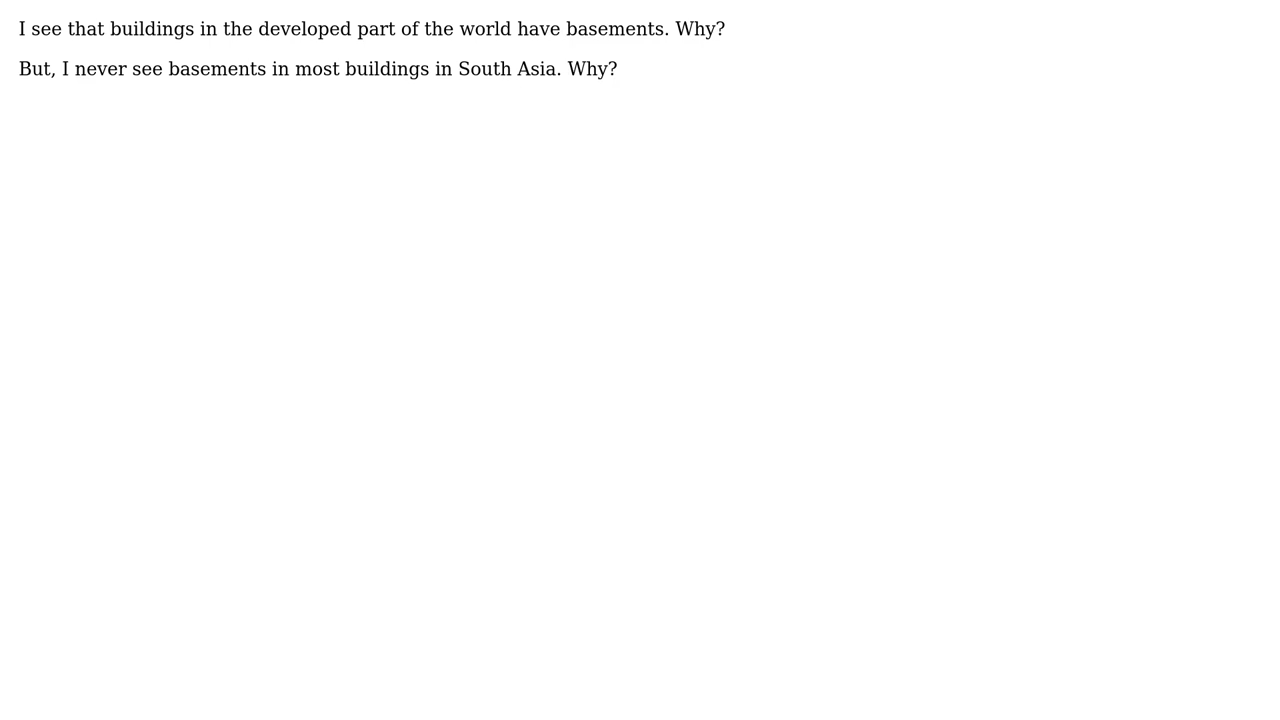 I see that buildings in the developed part of the world have basements. Why?
But, I never see basements in most buildings in South Asia. Why?